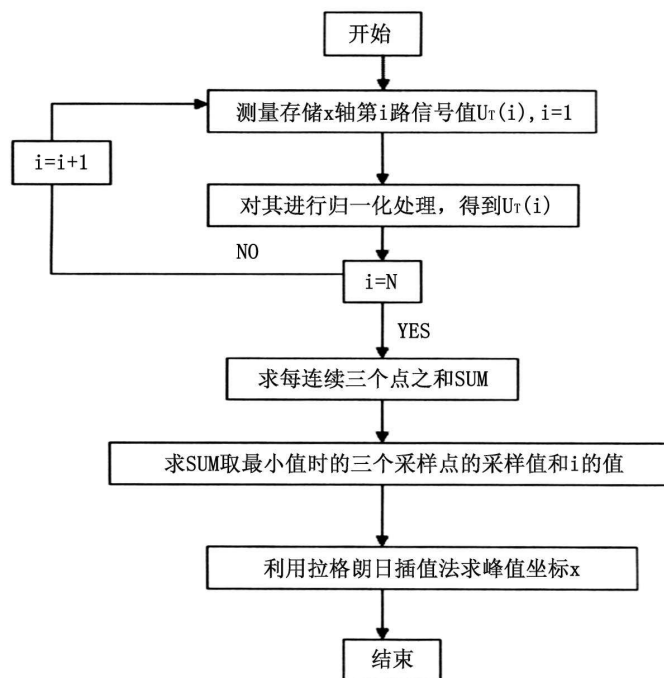 开始
测量存储x轴第i路信号值UT(i),i=1
i=i+1
对其进行归一化处理，得到UT(i)
NO
i=N
YES
求每连续三个点之和SUM
求SUM取最小值时的三个采样点的采样值和i的值
利用拉格朗日插值法求峰值坐标x
结束